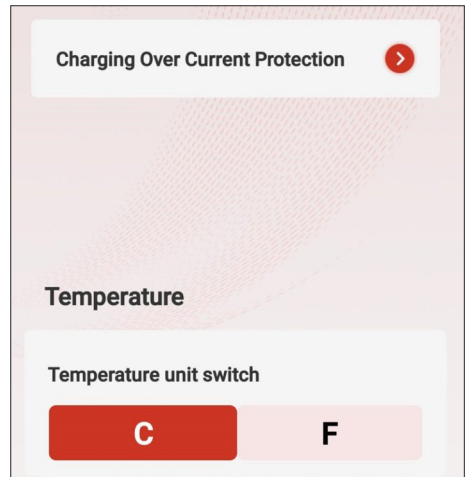 Charging Over Current Protection
Temperature
Temperature unit switch
C F